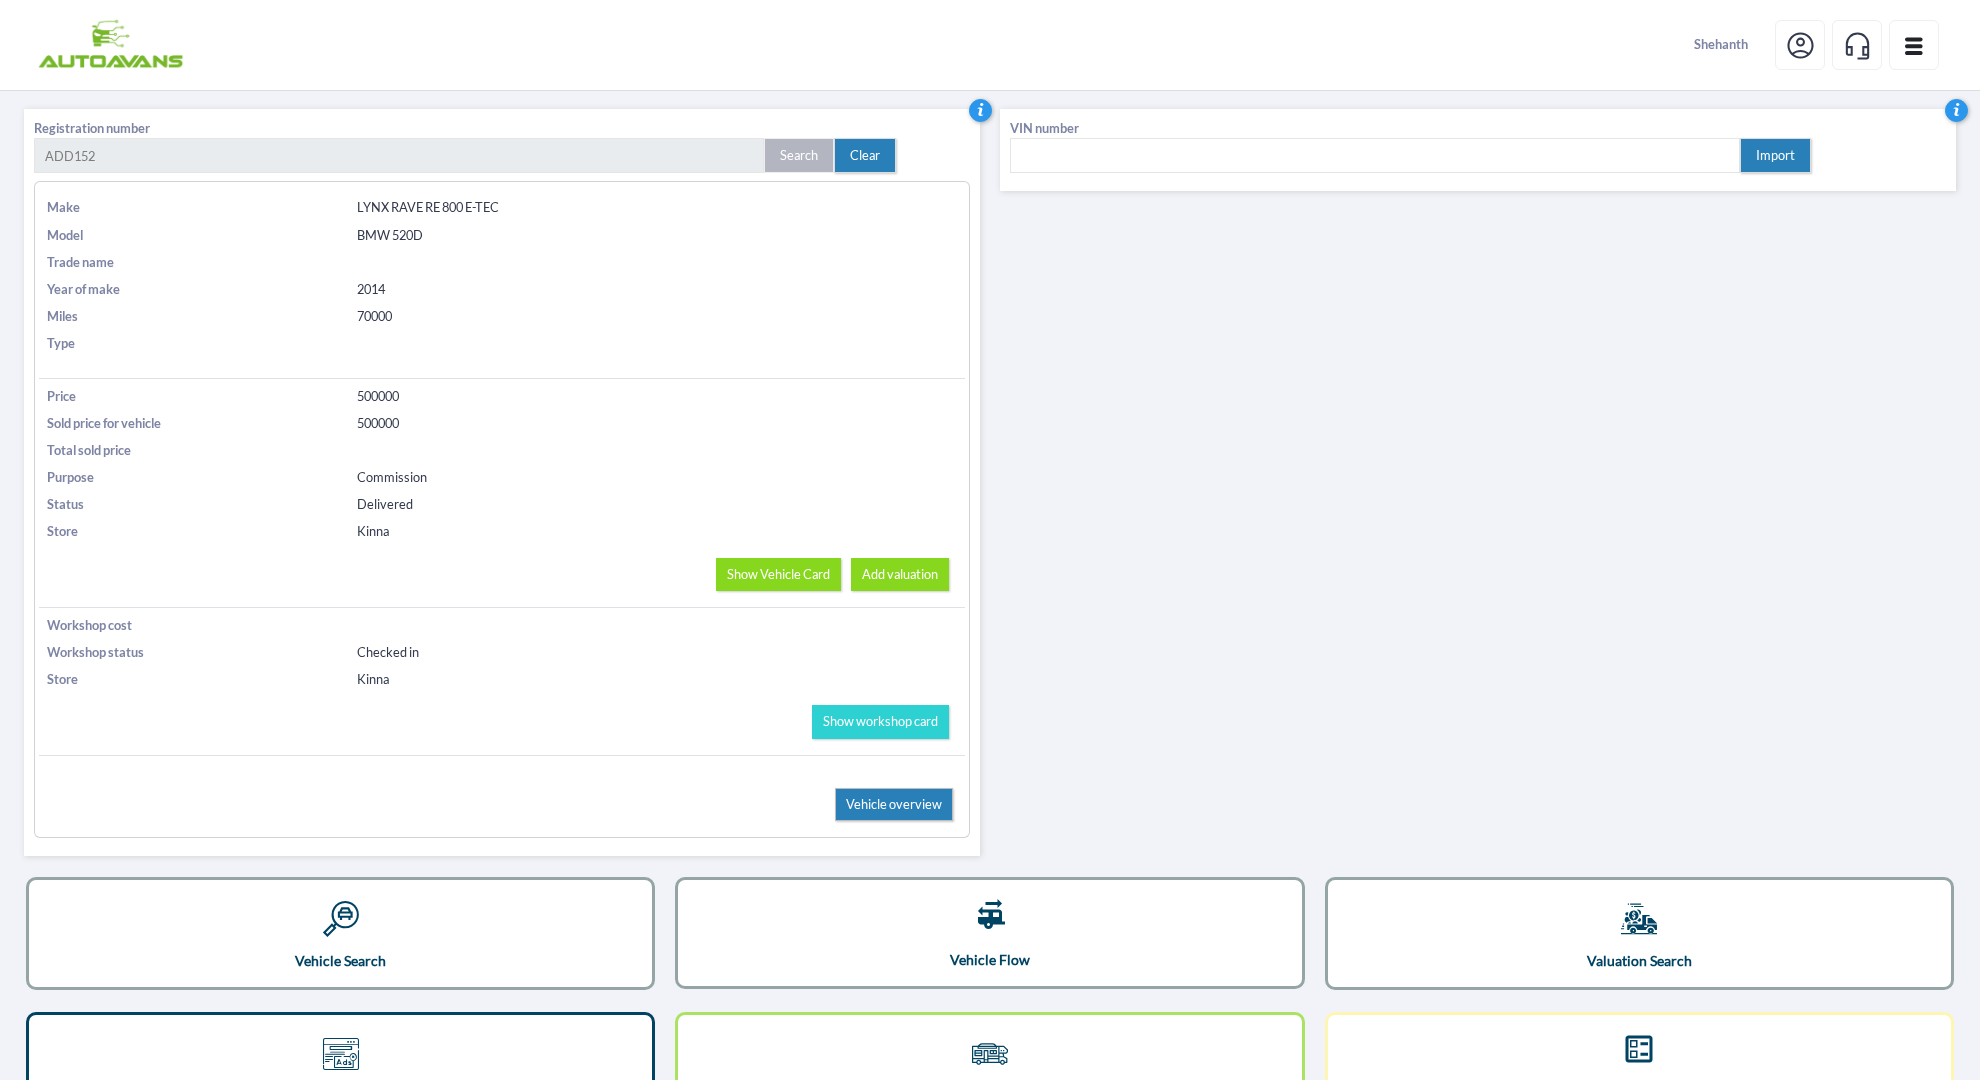 AUTOAVANS
Shehanth
Registration number
ADD152 Search Clear
Make LYNX RAVE RE 800 E-TEC
Model BMW 520D
Trade name
Year of make 2014
Miles 70000
Type
Price 500000
Sold price for vehicle 500000
Total sold price
Purpose Commission
Status Delivered
Store Kinna
Show Vehicle Card Add valuation
Workshop cost
Workshop status Checked in
Store Kinna
Show workshop card
Vehicle overview
VIN number
Import
Vehicle Search
Vehicle Flow
Valuation Search
Ads